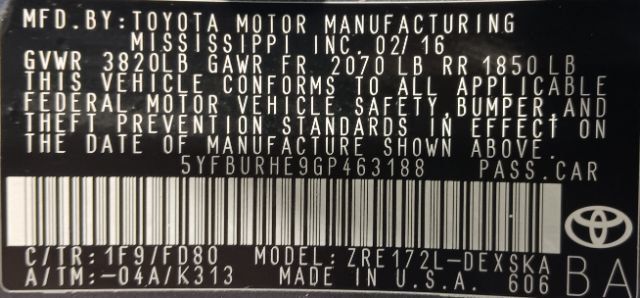 MFD.BY:TOYOTA MOTOR MANUFACTURING
MISSISSIPPI INC. 02/16
GVWR 3820LB GAWR FR 2070 LB RR 1850 LB
THIS VEHICLE CONFORMS TO ALL APPLICABLE
FEDERAL MOTOR VEHICLE SAFETY, BUMPER, AND
THEFT PREVENTION STANDARDS IN EFFECT ON
THE DATE OF MANUFACTURE SHOWN ABOVE.
5YFBURHE9GP463188 PASS.CAR
C/TR: 1F9/FD80 MODEL: ZRE172L-DEXSKA
A/TM:-04A/K313 MADE IN U.S.A. 606 BA